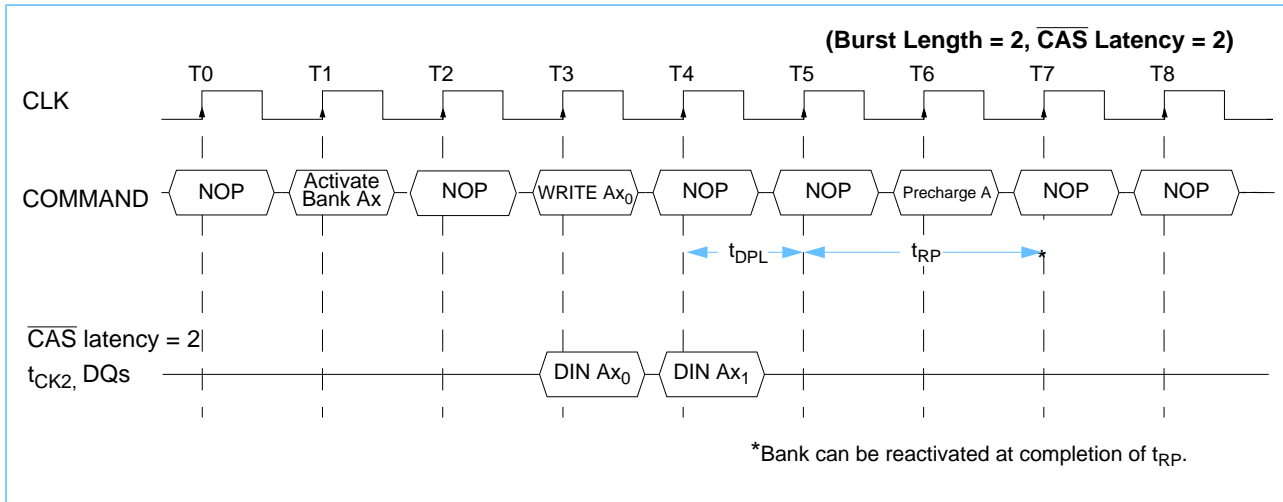 (Burst Length = 2, CAS Latency = 2)
T0 T1 T2 T3 T4 T5 T6 T7 T8
CLK
COMMAND NOP Activate Bank Ax NOP WRITE Ax0 NOP NOP Precharge A NOP NOP
tDPL tRP *
CAS latency = 2
tCK2, DQs DIN Ax0 DIN Ax1
*Bank can be reactivated at completion of tRP.